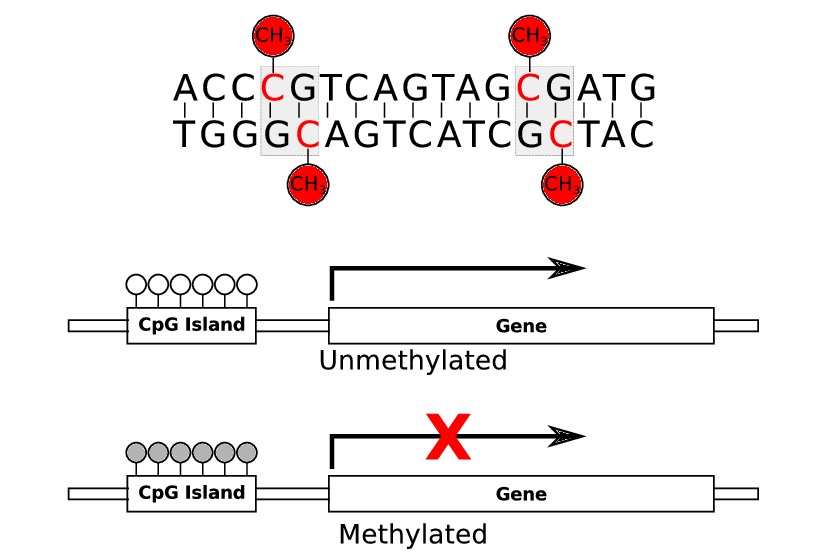 CH3 CH3
ACCCGTCAGTAGCGATG
TGGGCAGTCATCGCTAC
CH3 CH3
CpG Island Gene
Unmethylated
X
CpG Island Gene
Methylated